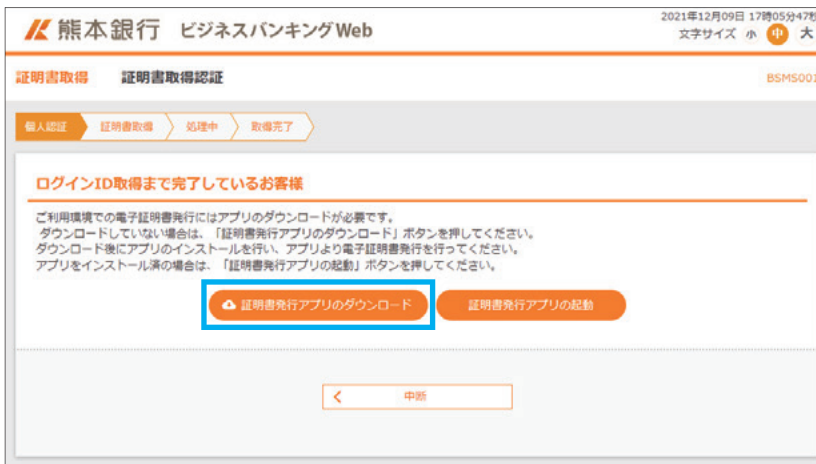 熊本銀行 ビジネスバンキングWeb
2021年12月09日 17時05分47秒
文字サイズ 小 中 大
証明書取得 証明書取得認証
BSMS001
個人認証 証明書取得 処理中 取得完了
ログインID取得まで完了しているお客様
ご利用環境での電子証明書発行にはアプリのダウンロードが必要です。
ダウンロードしていない場合は、「証明書発行アプリのダウンロード」ボタンを押してください。
ダウンロード後にアプリのインストールを行い、アプリより電子証明書発行を行ってください。
アプリをインストール済の場合は、「証明書発行アプリの起動」ボタンを押してください。
証明書発行アプリのダウンロード 証明書発行アプリの起動
中断